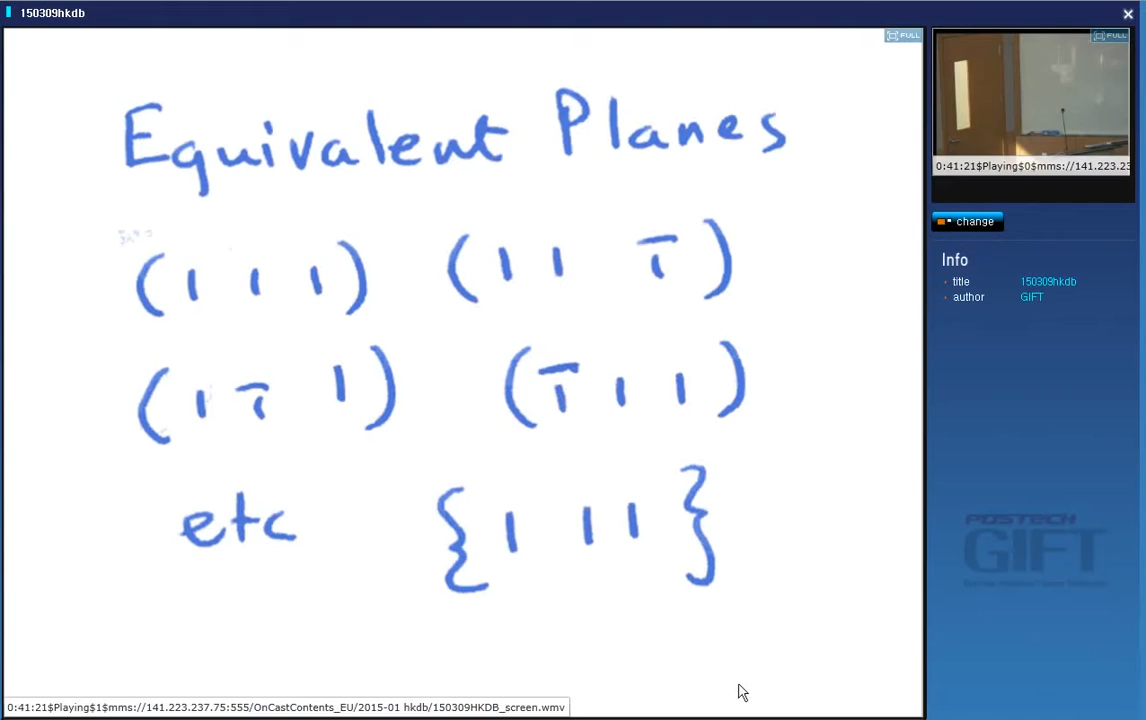 150309hkdb
FULL
FULL
Equivalent Planes
(1 1 1) (1 1 1̄)
(1 1̄ 1) (1̄ 1 1)
etc {1 1 1}
0:41:21$Playing$1$mms://141.223.237.75:555/OnCastContents_EU/2015-01 hkdb/150309HKDB_screen.wmv
0:41:21$Playing$0$mms://141.223.23
change
Info
title 150309hkdb
author GIFT
POSTECH
GIFT